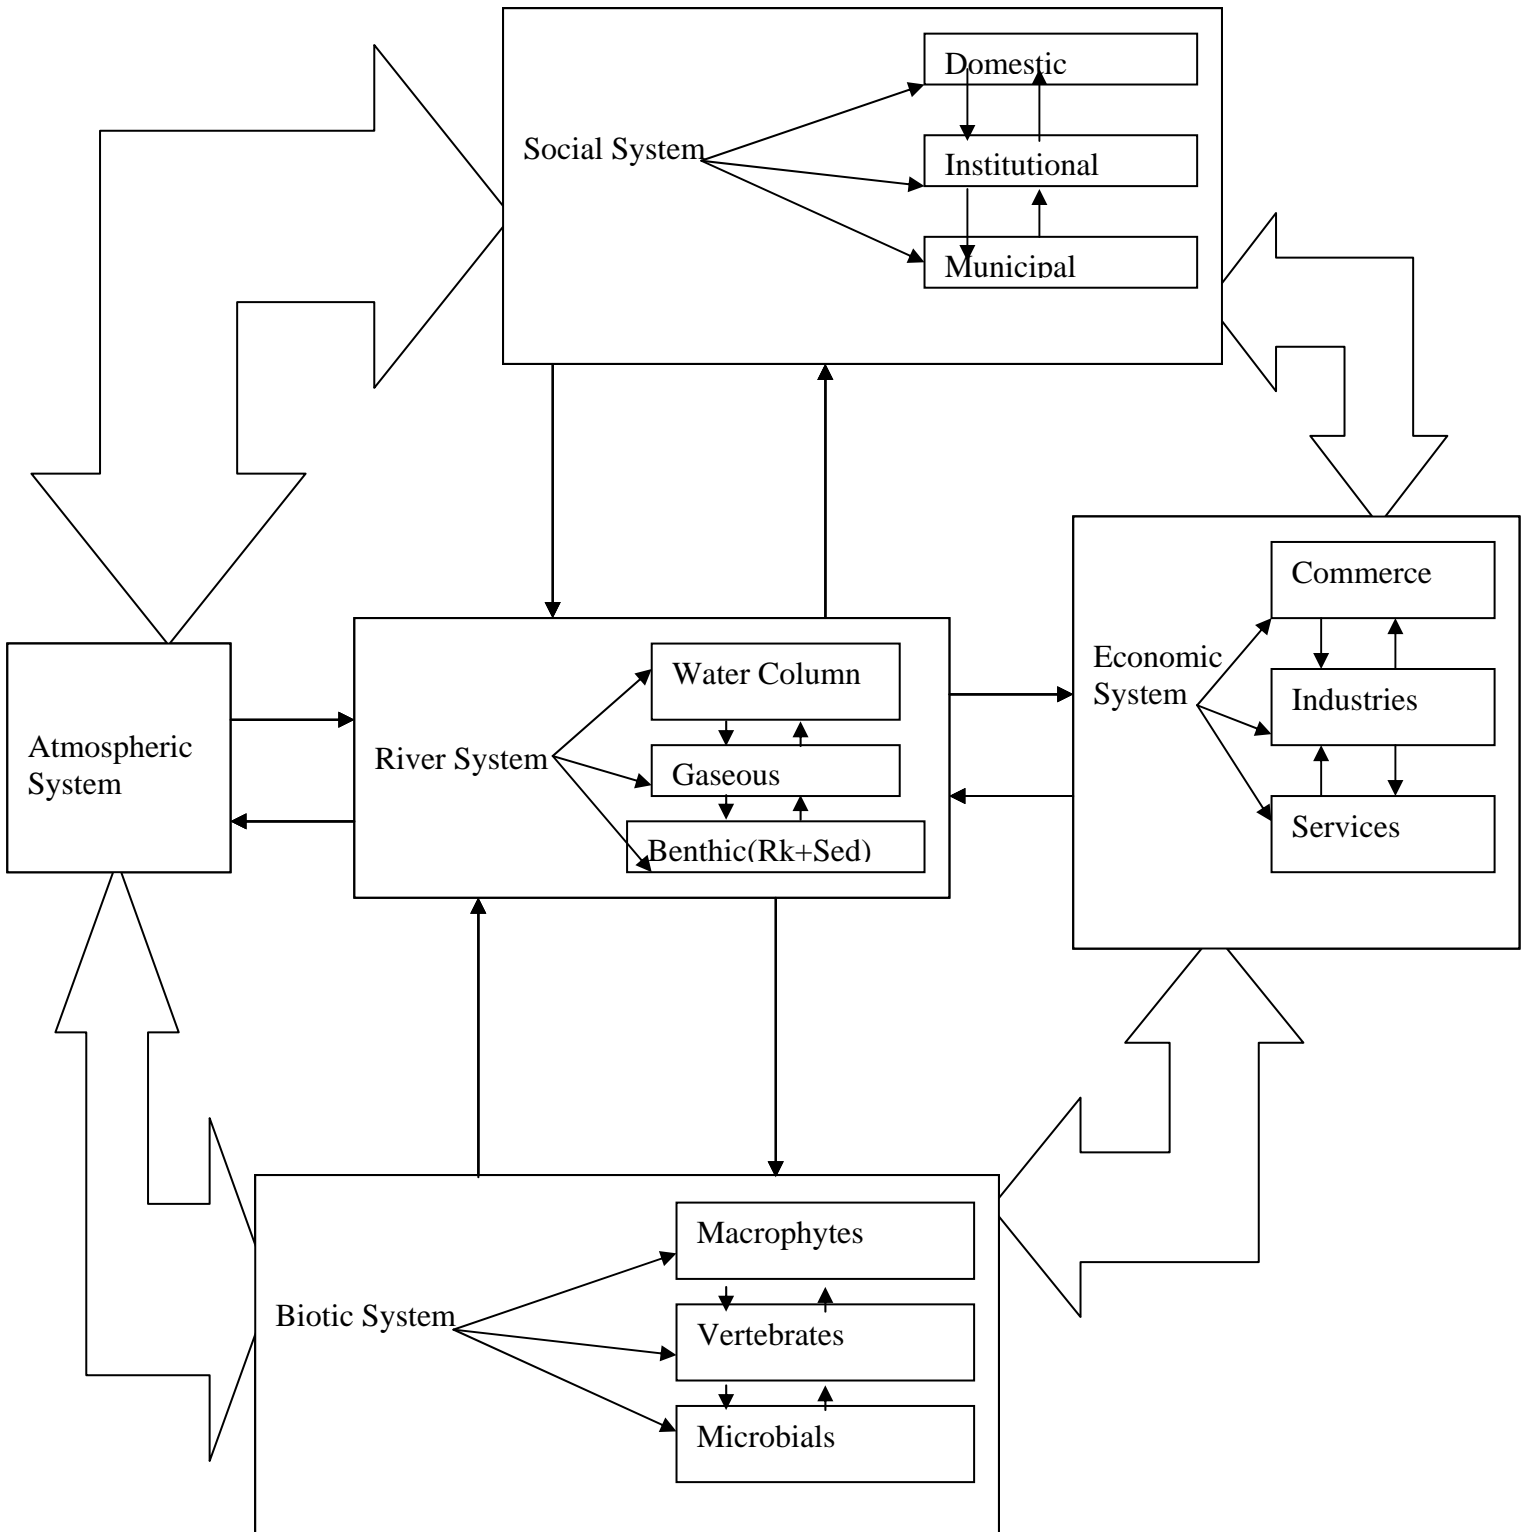 Domestic
Social System
Institutional
Municipal
Commerce
Economic
System
Industries
Services
Water Column
River System
Gaseous
Benthic(Rk+Sed)
Atmospheric
System
Macrophytes
Biotic System
Vertebrates
Microbials